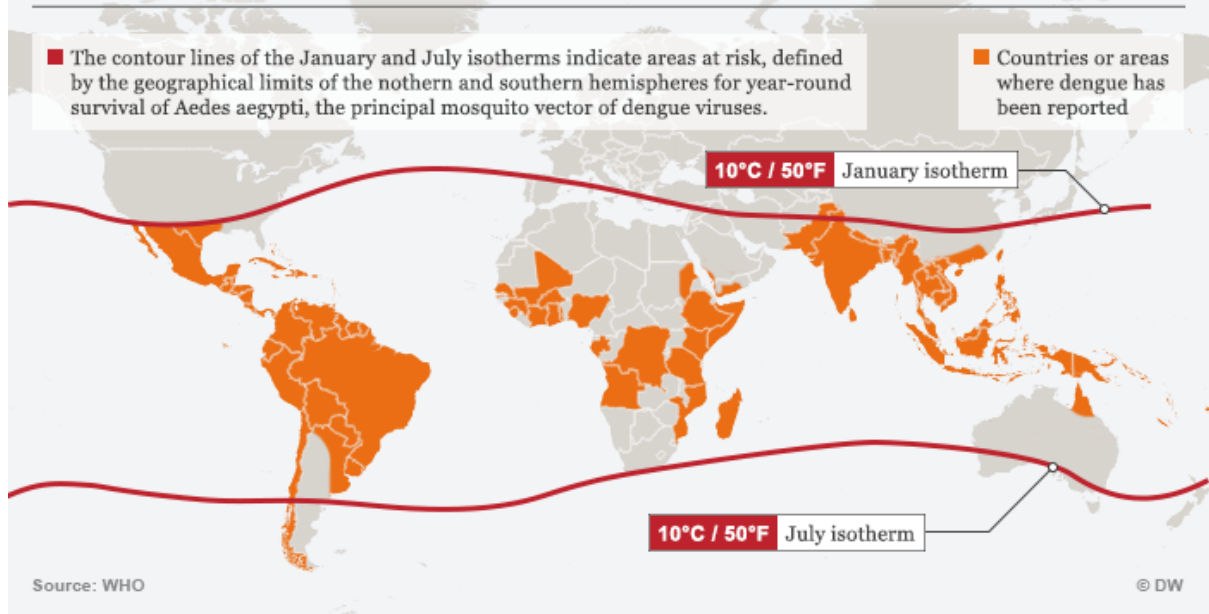 The contour lines of the January and July isotherms indicate areas at risk, defined
by the geographical limits of the nothern and southern hemispheres for year-round
survival of Aedes aegypti, the principal mosquito vector of dengue viruses.
Countries or areas
where dengue has
been reported
10°C / 50°F January isotherm
10°C / 50°F July isotherm
Source: WHO
© DW